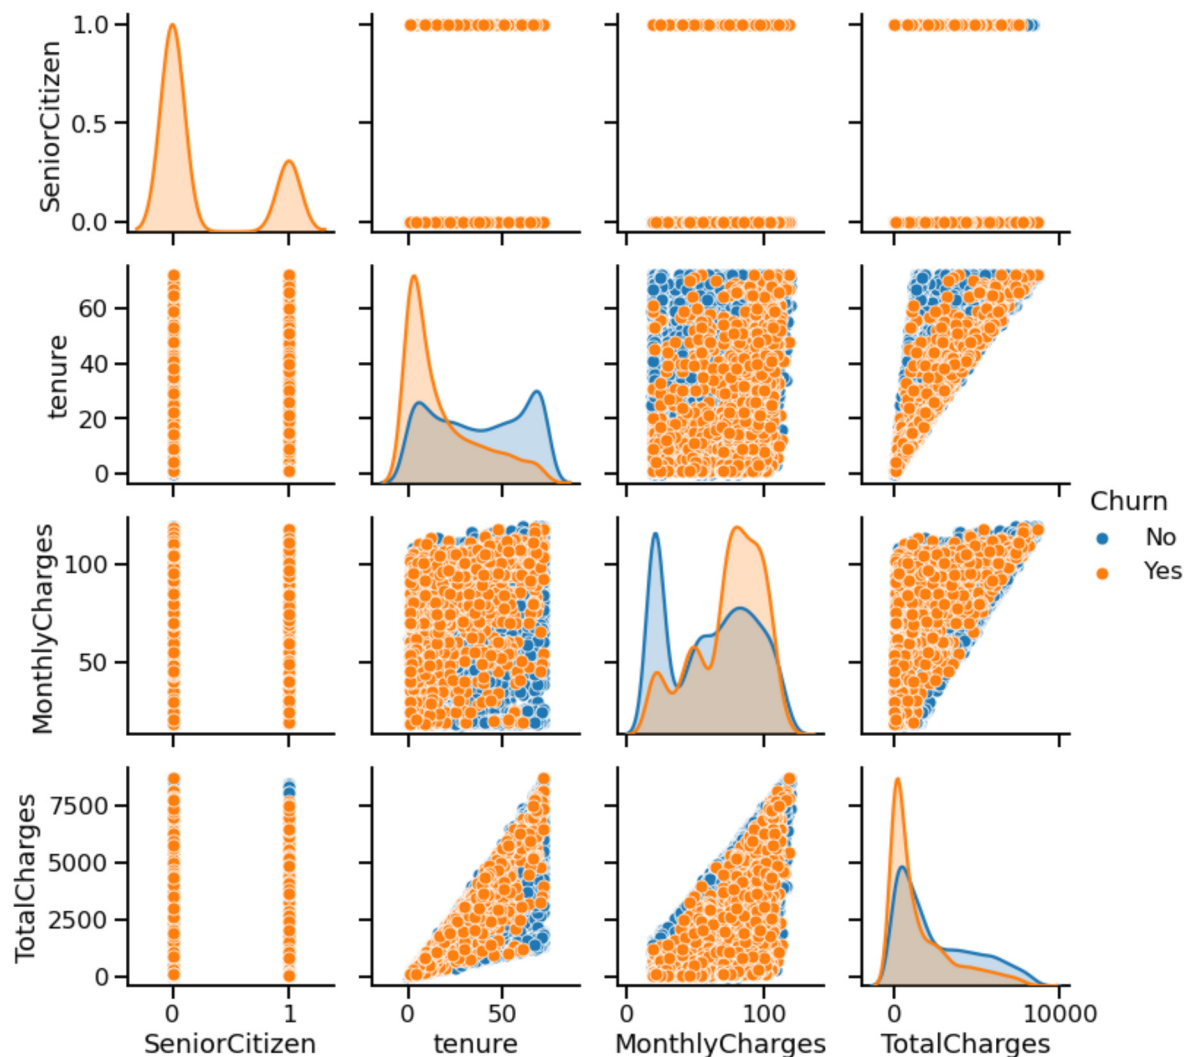 1.0
0.5
0.0
SeniorCitizen
60
40
20
0
tenure
100
50
MonthlyCharges
7500
5000
2500
0
TotalCharges
0 1
SeniorCitizen
0 50
tenure
0 100
MonthlyCharges
0 10000
TotalCharges
Churn
No
Yes